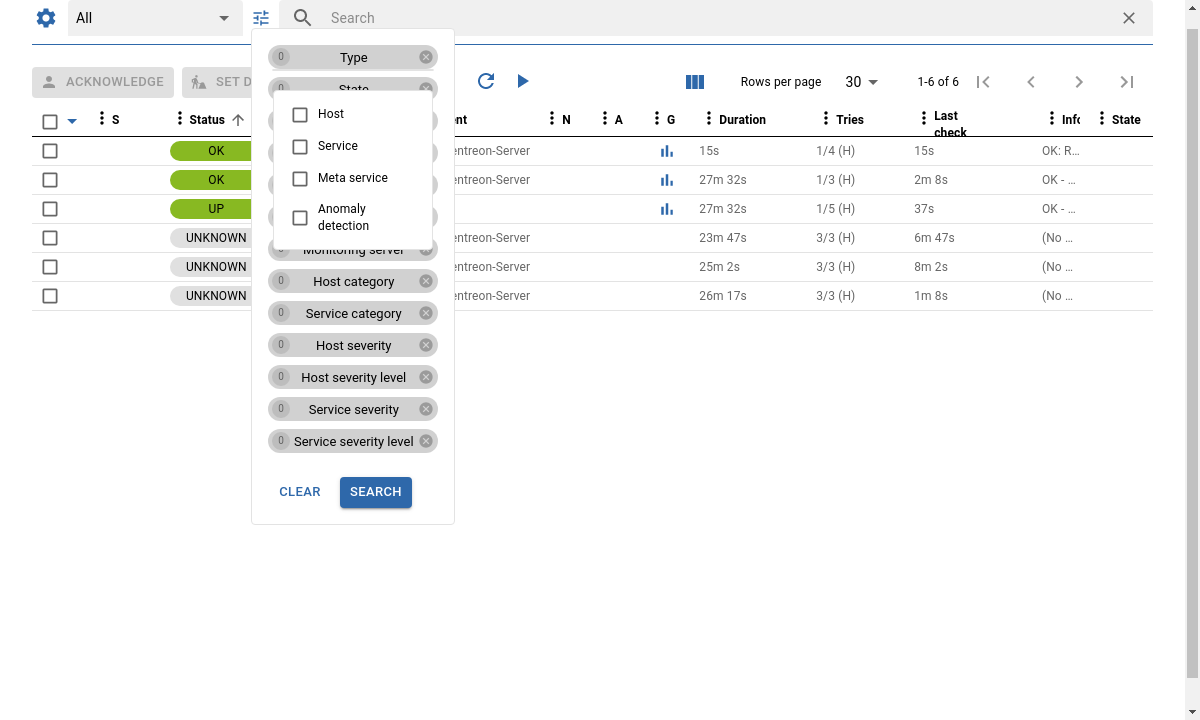 All
Search
0 Type
ACKNOWLEDGE SET D
Rows per page 30 1-6 of 6
State
S Status
N A G Duration Tries Last check Info State
Host
Service
Meta service
Anomaly
detection
OK entreon-Server 15s 1/4 (H) 15s OK: R...
OK entreon-Server 27m 32s 1/3 (H) 2m 8s OK - ...
UP 27m 32s 1/5 (H) 37s OK - ...
UNKNOWN entreon-Server 23m 47s 3/3 (H) 6m 47s (No ...
UNKNOWN entreon-Server 25m 2s 3/3 (H) 8m 2s (No ...
UNKNOWN entreon-Server 26m 17s 3/3 (H) 1m 8s (No ...
Monitoring server
0 Host category
0 Service category
0 Host severity
0 Host severity level
0 Service severity
0 Service severity level
CLEAR SEARCH